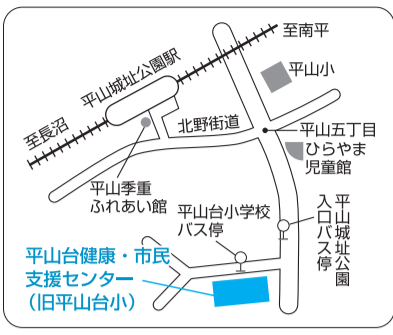 至南平
平山小
平山城址公園駅
至長沼
北野街道
平山五丁目
ひらやま
児童館
平山季重
ふれあい館
平山台小学校
バス停
平山城址公園
入口バス停
平山台健康・市民
支援センター
（旧平山台小）